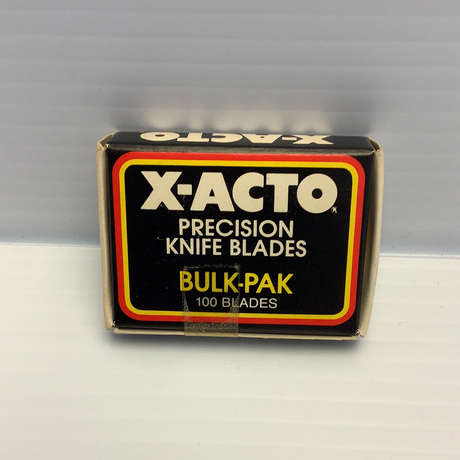 X-ACTO
X-ACTO
PRECISION
KNIFE BLADES
BULK-PAK
100 BLADES